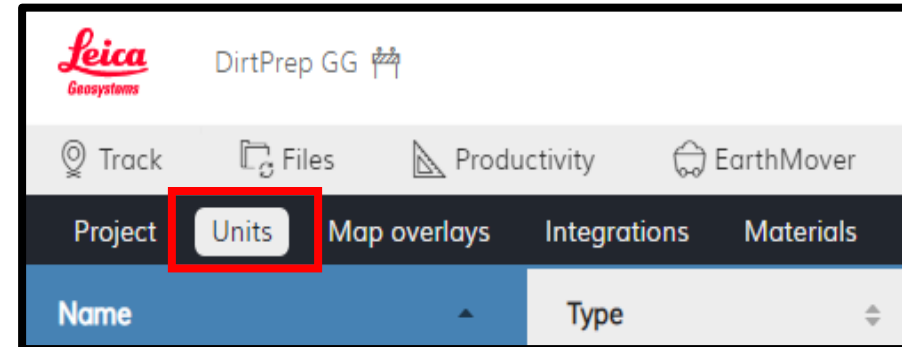 Leica
Geosystems
DirtPrep GG
Track Files Productivity EarthMover
Project Units Map overlays Integrations Materials
Name Type